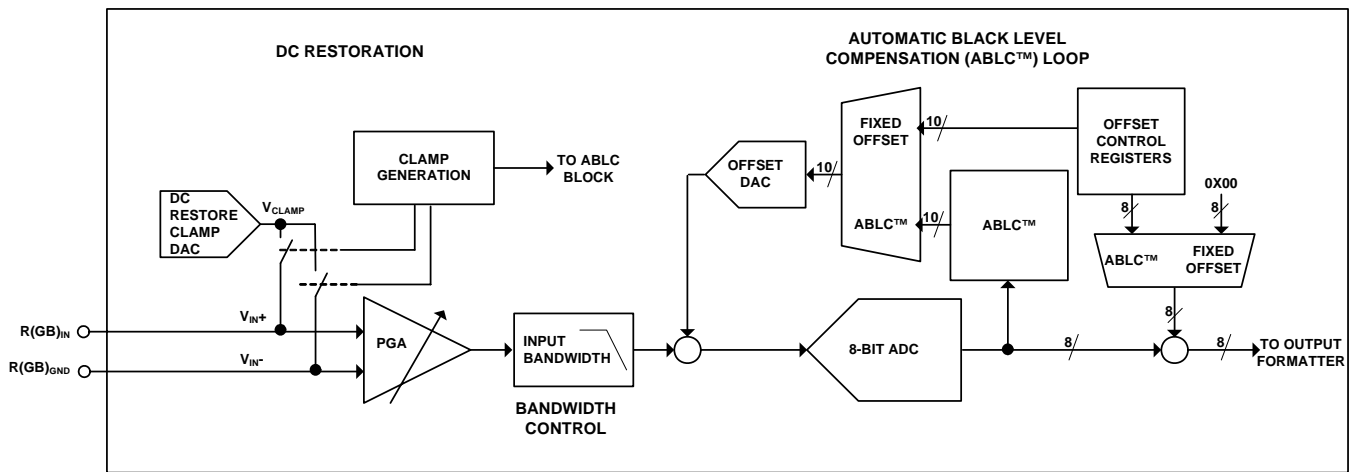 DC RESTORATION
AUTOMATIC BLACK LEVEL
COMPENSATION (ABLC™) LOOP
CLAMP
GENERATION
TO ABLC
BLOCK
DC
RESTORE
CLAMP
DAC
VCLAMP
OFFSET
DAC
10
FIXED
OFFSET
ABLC™
10
10
OFFSET
CONTROL
REGISTERS
ABLC™
8
0X00
8
ABLC™
FIXED
OFFSET
8
R(GB)IN
VIN+
R(GB)GND
VIN-
PGA
INPUT
BANDWIDTH
BANDWIDTH
CONTROL
8-BIT ADC
8
8
TO OUTPUT
FORMATTER